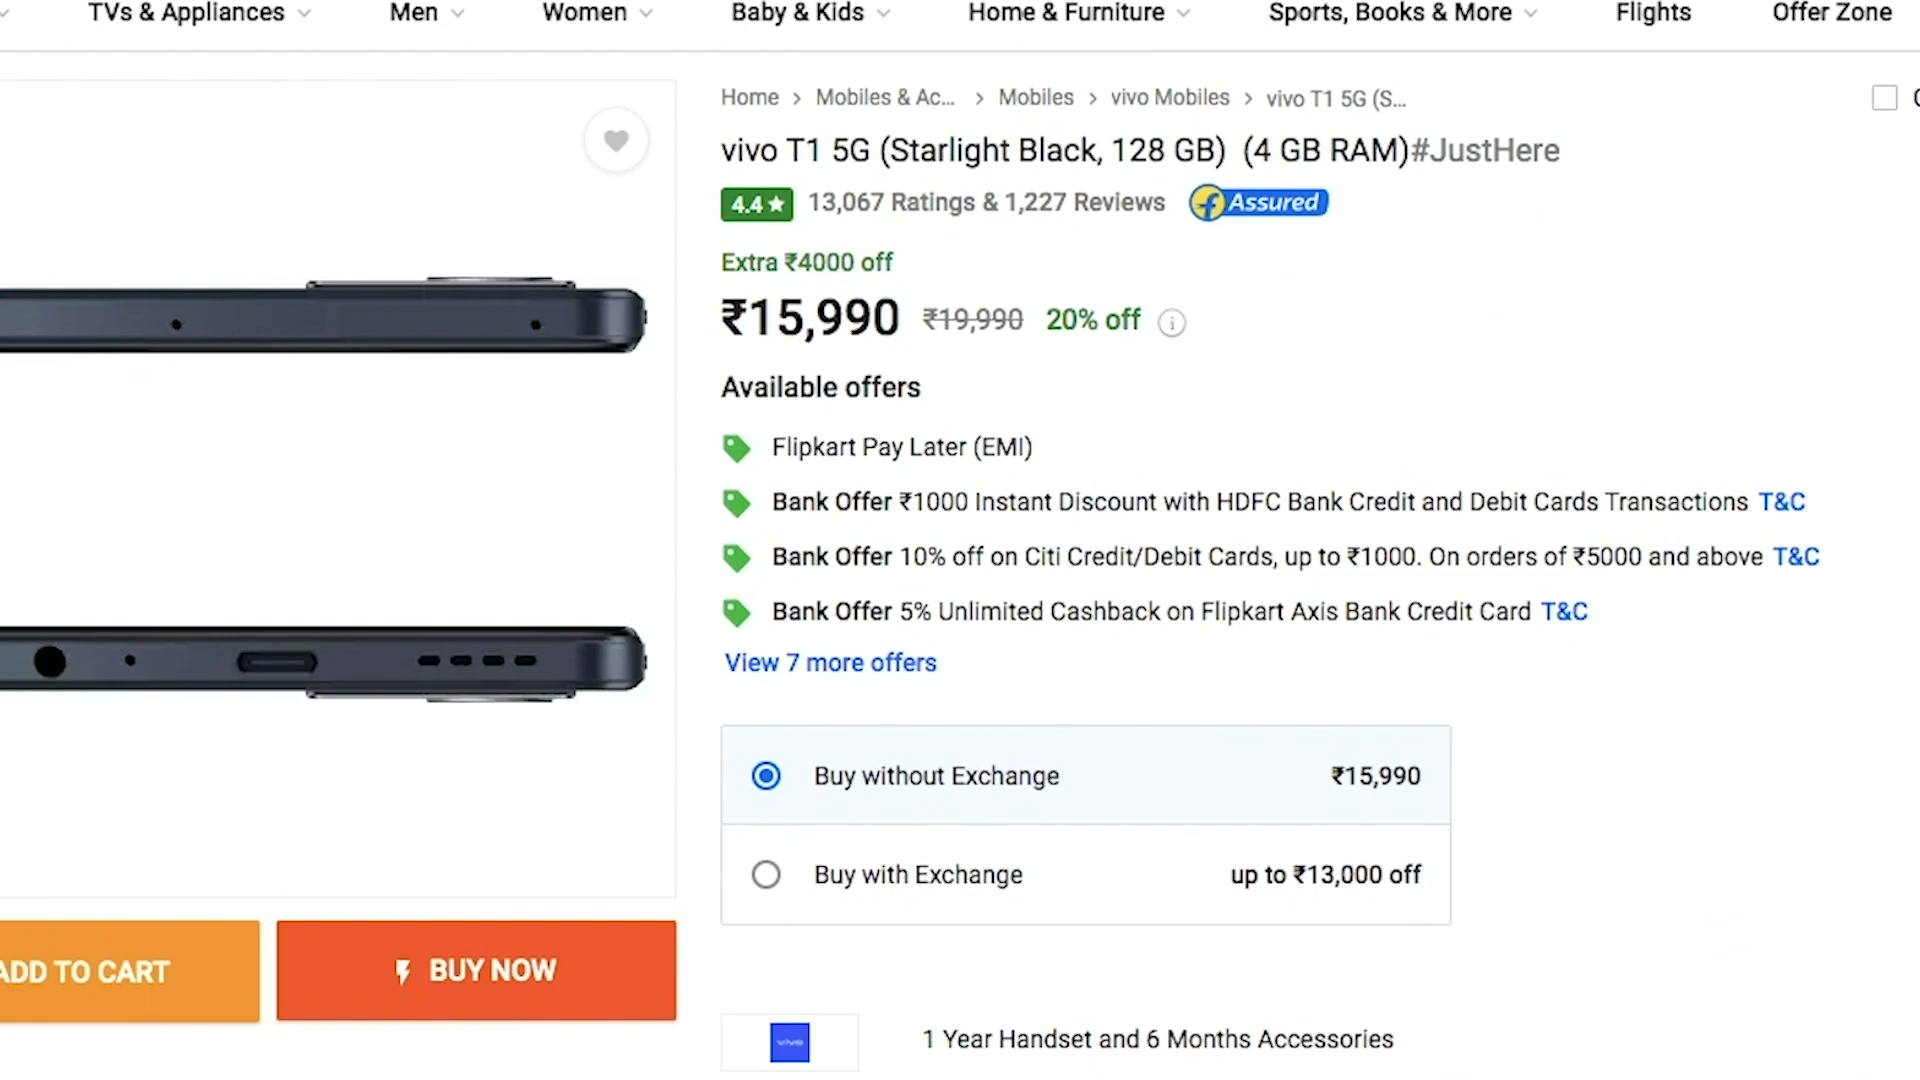 TVs & Appliances Men Women Baby & Kids Home & Furniture Sports, Books & More Flights Offer Zone
Home > Mobiles & Ac... > Mobiles > vivo Mobiles > vivo T1 5G (S...
vivo T1 5G (Starlight Black, 128 GB) (4 GB RAM)#JustHere
4.4★ 13,067 Ratings & 1,227 Reviews Assured
Extra ₹4000 off
₹15,990 ₹19,990 20% off
Available offers
Flipkart Pay Later (EMI)
Bank Offer ₹1000 Instant Discount with HDFC Bank Credit and Debit Cards Transactions T&C
Bank Offer 10% off on Citi Credit/Debit Cards, up to ₹1000. On orders of ₹5000 and above T&C
Bank Offer 5% Unlimited Cashback on Flipkart Axis Bank Credit Card T&C
View 7 more offers
Buy without Exchange ₹15,990
Buy with Exchange up to ₹13,000 off
ADD TO CART BUY NOW
vivo 1 Year Handset and 6 Months Accessories